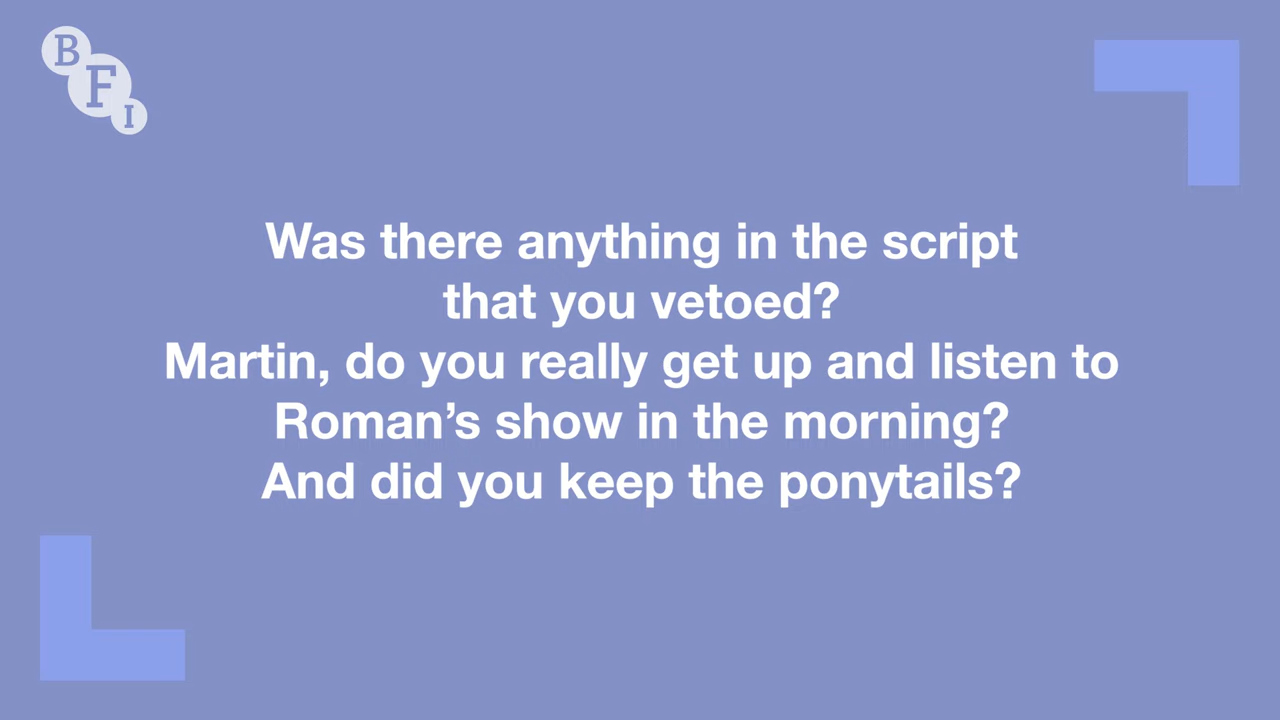 BFI
Was there anything in the script
that you vetoed?
Martin, do you really get up and listen to
Roman’s show in the morning?
And did you keep the ponytails?